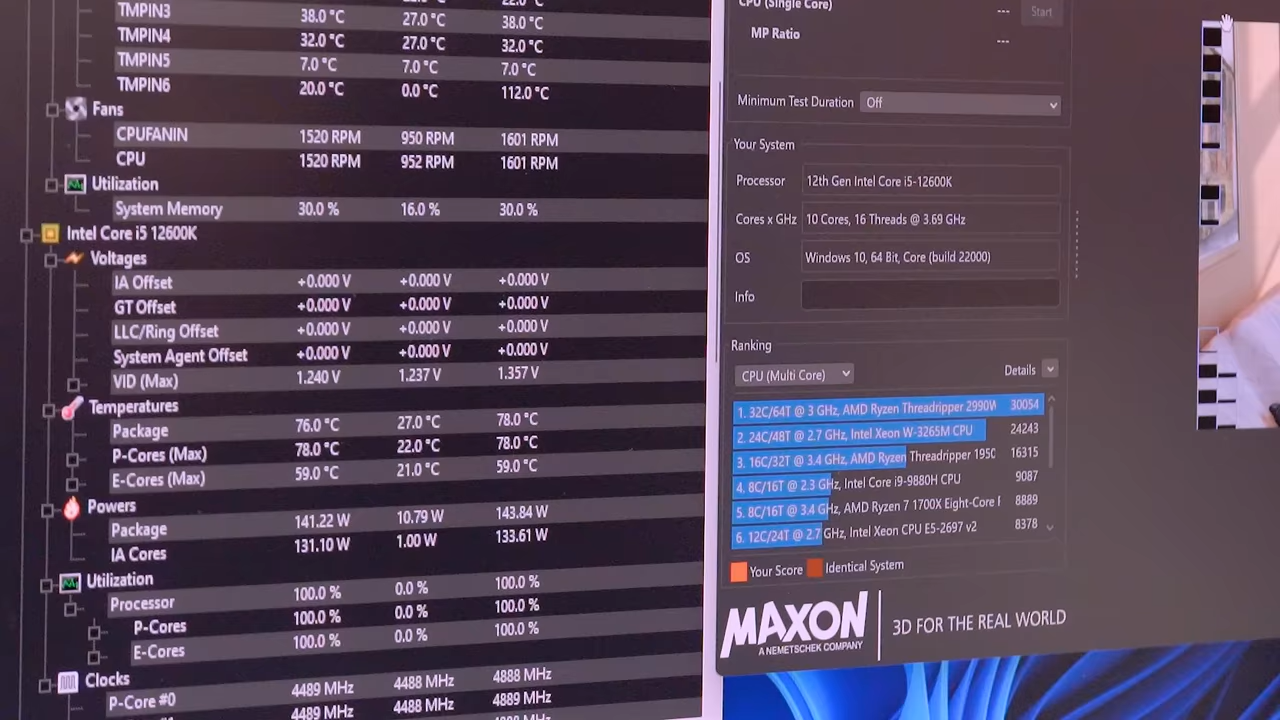 TMPIN3 38.0 °C 27.0 °C 38.0 °C
TMPIN4 32.0 °C 27.0 °C 32.0 °C
TMPIN5 7.0 °C 7.0 °C 7.0 °C
TMPIN6 20.0 °C 0.0 °C 112.0 °C
Fans
CPUFANIN 1520 RPM 950 RPM 1601 RPM
CPU 1520 RPM 952 RPM 1601 RPM
Utilization
System Memory 30.0 % 16.0 % 30.0 %
Intel Core i5 12600K
Voltages
IA Offset +0.000 V +0.000 V +0.000 V
GT Offset +0.000 V +0.000 V +0.000 V
LLC/Ring Offset +0.000 V +0.000 V +0.000 V
System Agent Offset +0.000 V +0.000 V +0.000 V
VID (Max) 1.240 V 1.237 V 1.357 V
Temperatures
Package 76.0 °C 27.0 °C 78.0 °C
P-Cores (Max) 78.0 °C 22.0 °C 78.0 °C
E-Cores (Max) 59.0 °C 21.0 °C 59.0 °C
Powers
Package 141.22 W 10.79 W 143.84 W
IA Cores 131.10 W 1.00 W 133.61 W
Utilization
Processor 100.0 % 0.0 % 100.0 %
P-Cores 100.0 % 0.0 % 100.0 %
E-Cores 100.0 % 0.0 % 100.0 %
Clocks
P-Core #0 4489 MHz 4488 MHz 4888 MHz
4489 MHz 4488 MHz 4889 MHz
CPU (Single Core) --- Start
MP Ratio ---
Minimum Test Duration Off
Your System
Processor 12th Gen Intel Core i5-12600K
Cores x GHz 10 Cores, 16 Threads @ 3.69 GHz
OS Windows 10, 64 Bit, Core (build 22000)
Info
Ranking
CPU (Multi Core) Details
1. 32C/64T @ 3 GHz, AMD Ryzen Threadripper 2990W 30054
2. 24C/48T @ 2.7 GHz, Intel Xeon W-3265M CPU 24243
3. 16C/32T @ 3.4 GHz, AMD Ryzen Threadripper 1950 16315
4. 8C/16T @ 2.3 GHz, Intel Core i9-9880H CPU 9087
5. 8C/16T @ 3.4 GHz, AMD Ryzen 7 1700X Eight-Core 8889
6. 12C/24T @ 2.7 GHz, Intel Xeon CPU E5-2697 v2 8378
Your Score Identical System
MAXON
A NEMETSCHEK COMPANY
3D FOR THE REAL WORLD